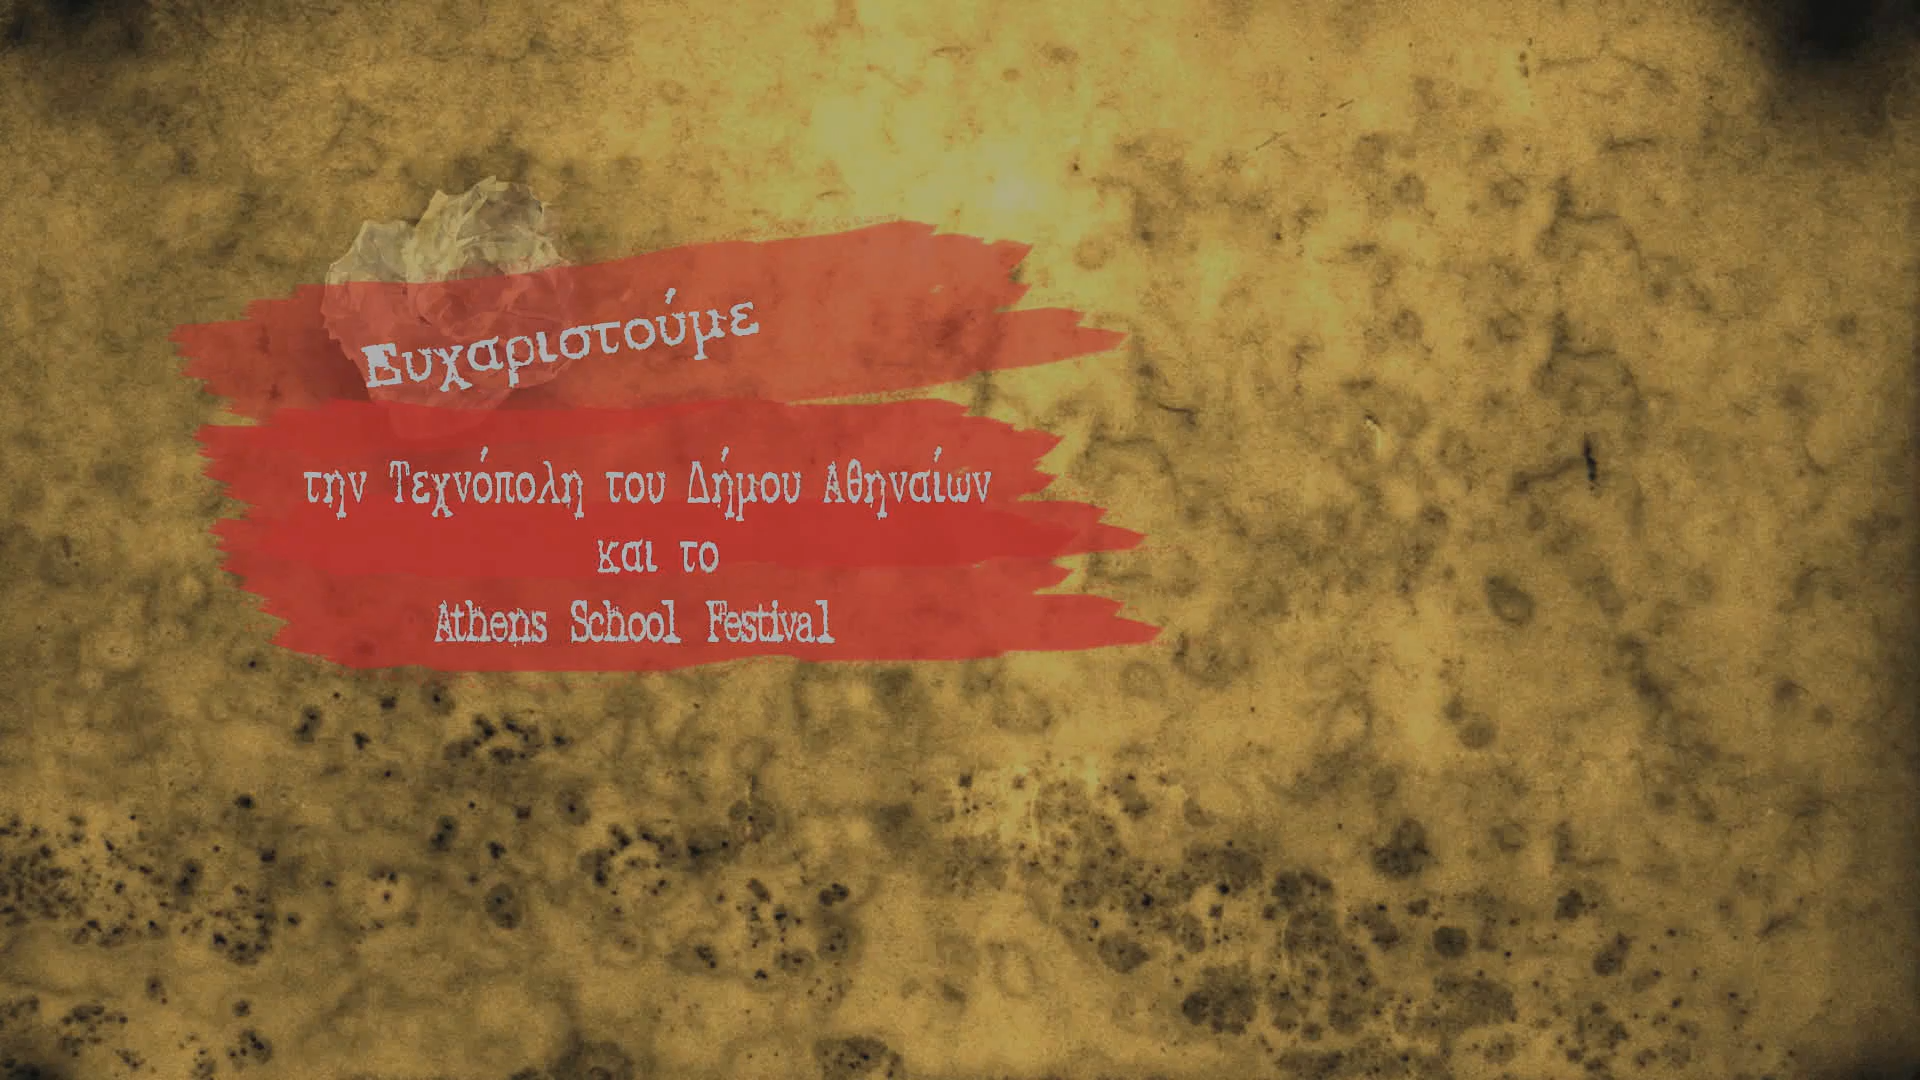 Ευχαριστούμε
την Τεχνόπολη του Δήμου Αθηναίων
και το
Athens School Festival